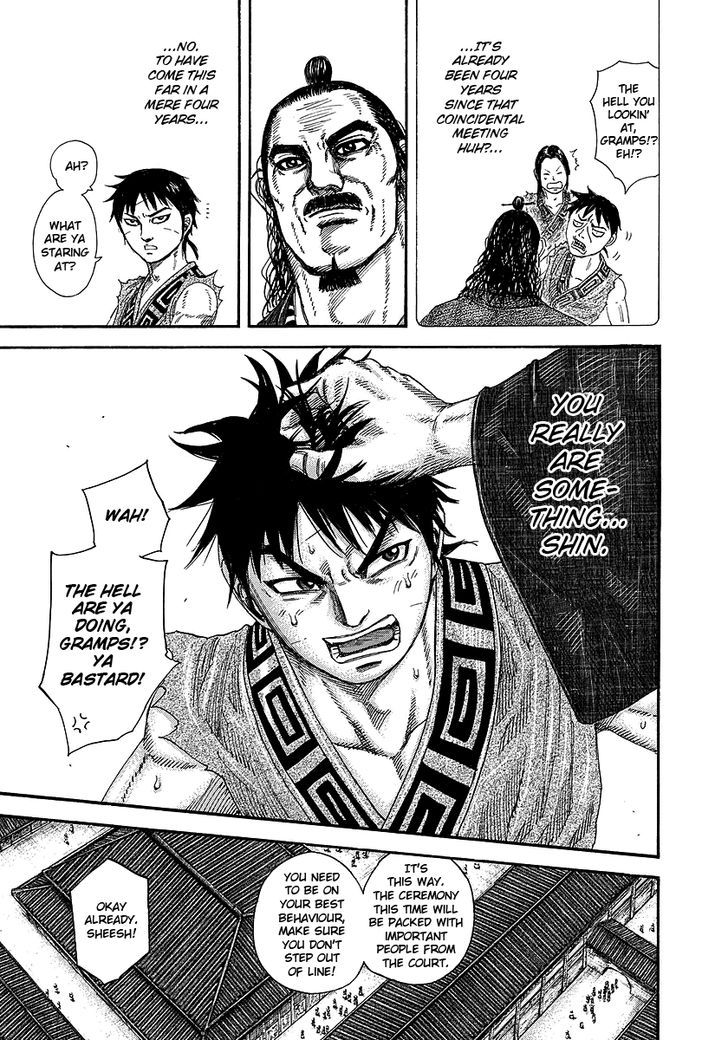 THE
HELL YOU
LOOKIN'
AT,
GRAMPS!?
EH!?
...IT'S
ALREADY
BEEN FOUR
YEARS
SINCE THAT
COINCIDENTAL
MEETING
HUH?...
...NO.
TO HAVE
COME THIS
FAR IN A
MERE FOUR
YEARS...
AH?
WHAT
ARE YA
STARING
AT?
YOU
REALLY
ARE
SOME-
THING...
SHIN.
WAH!
THE HELL
ARE YA
DOING,
GRAMPS!?
YA
BASTARD!
IT'S
THIS WAY.
THE CEREMONY
THIS TIME WILL
BE PACKED WITH
IMPORTANT
PEOPLE FROM
THE COURT.
YOU NEED
TO BE ON
YOUR BEST
BEHAVIOUR,
MAKE SURE
YOU DON'T
STEP OUT
OF LINE!
OKAY
ALREADY.
SHEESH!